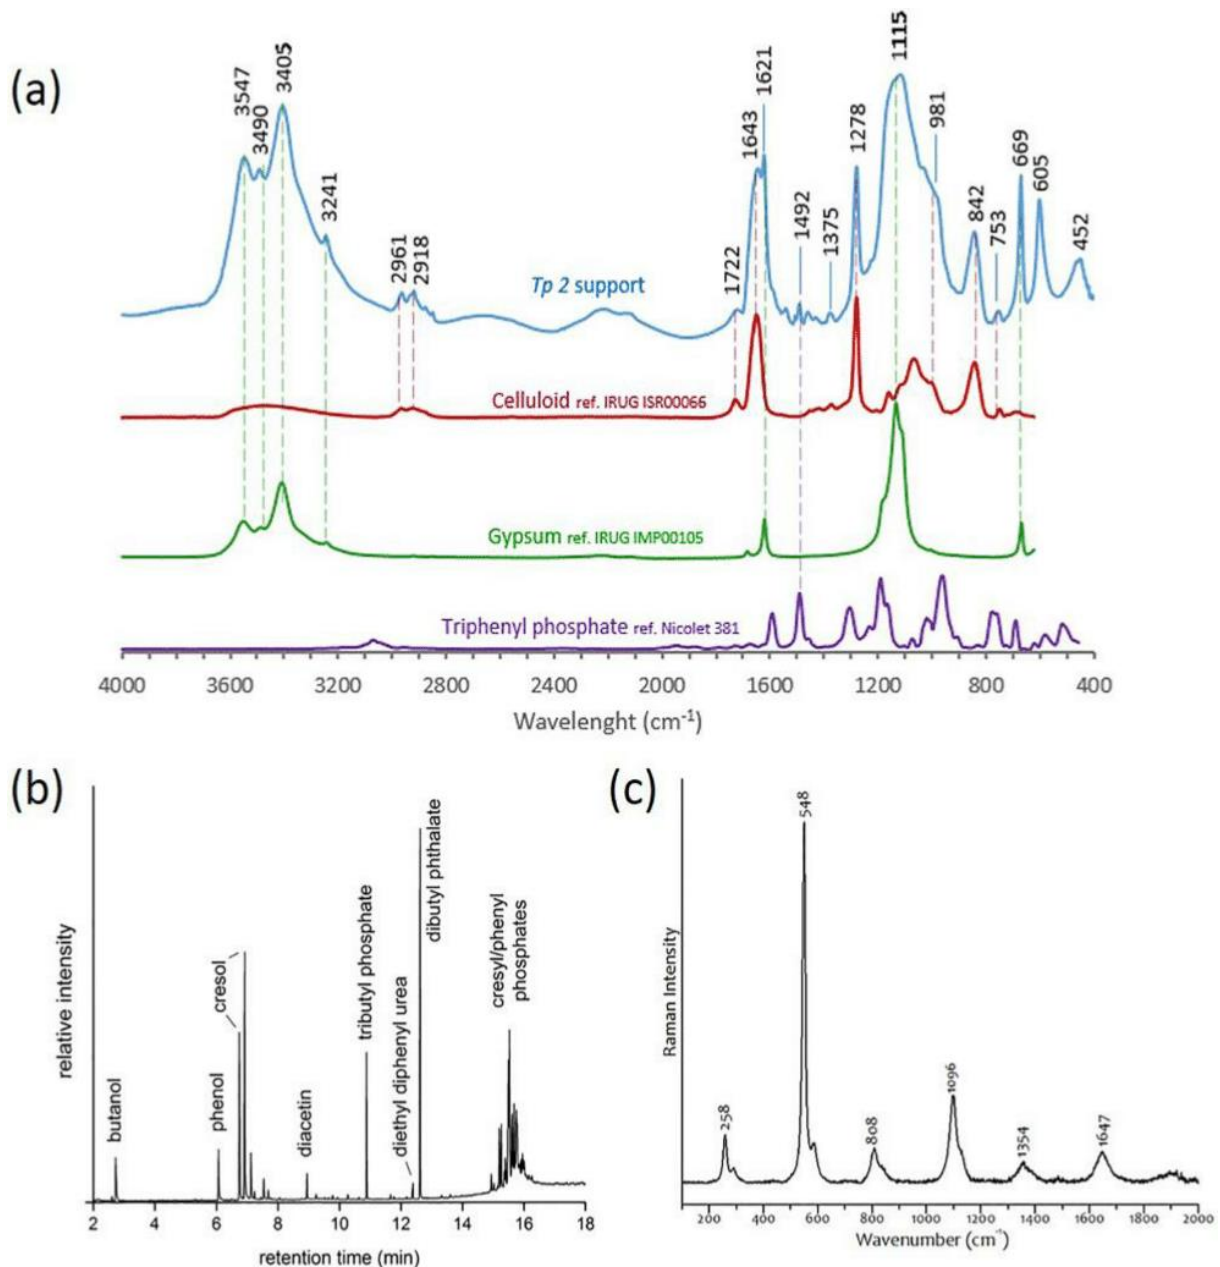 (a)
3547
3490
3405
3241
2961
2918
1722
1643
1621
1492
1375
1278
1115
981
842
753
669
605
452
Tp 2 support
Celluloid ref. IRUG ISR00066
Gypsum ref. IRUG IMP00105
Triphenyl phosphate ref. Nicolet 381
4000 3600 3200 2800 2400 2000 1600 1200 800 400
Wavelenght (cm-1)
(b)
relative intensity
butanol
phenol
cresol
diacetin
tributyl phosphate
diethyl diphenyl urea
dibutyl phthalate
cresyl/phenyl
phosphates
2 4 6 8 10 12 14 16 18
retention time (min)
(c)
Raman Intensity
258
548
808
1096
1354
1647
200 400 600 800 1000 1200 1400 1600 1800 2000
Wavenumber (cm-1)